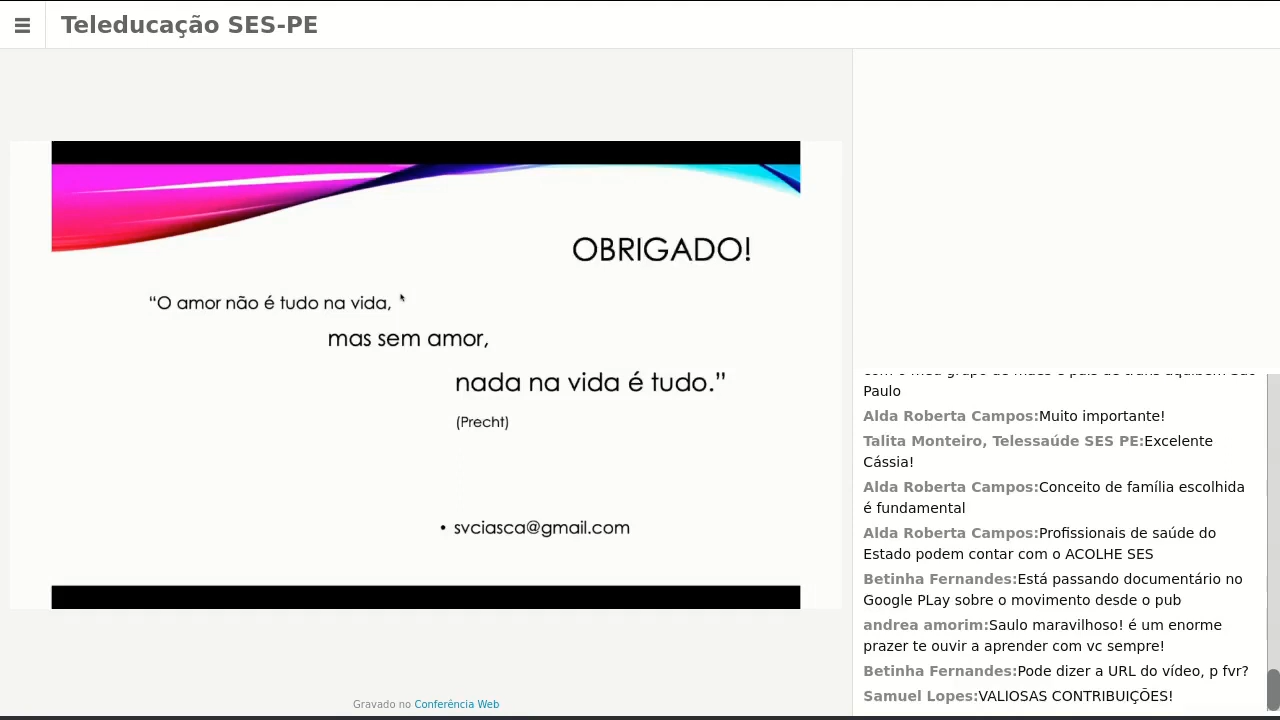 Teleducação SES-PE
OBRIGADO!
“O amor não é tudo na vida,
mas sem amor,
nada na vida é tudo.”
(Precht)
• svciasca@gmail.com
Gravado no Conferência Web
Paulo
Alda Roberta Campos:Muito importante!
Talita Monteiro, Telessaúde SES PE:Excelente
Cássia!
Alda Roberta Campos:Conceito de família escolhida
é fundamental
Alda Roberta Campos:Profissionais de saúde do
Estado podem contar com o ACOLHE SES
Betinha Fernandes:Está passando documentário no
Google PLay sobre o movimento desde o pub
andrea amorim:Saulo maravilhoso! é um enorme
prazer te ouvir a aprender com vc sempre!
Betinha Fernandes:Pode dizer a URL do vídeo, p fvr?
Samuel Lopes:VALIOSAS CONTRIBUIÇÕES!